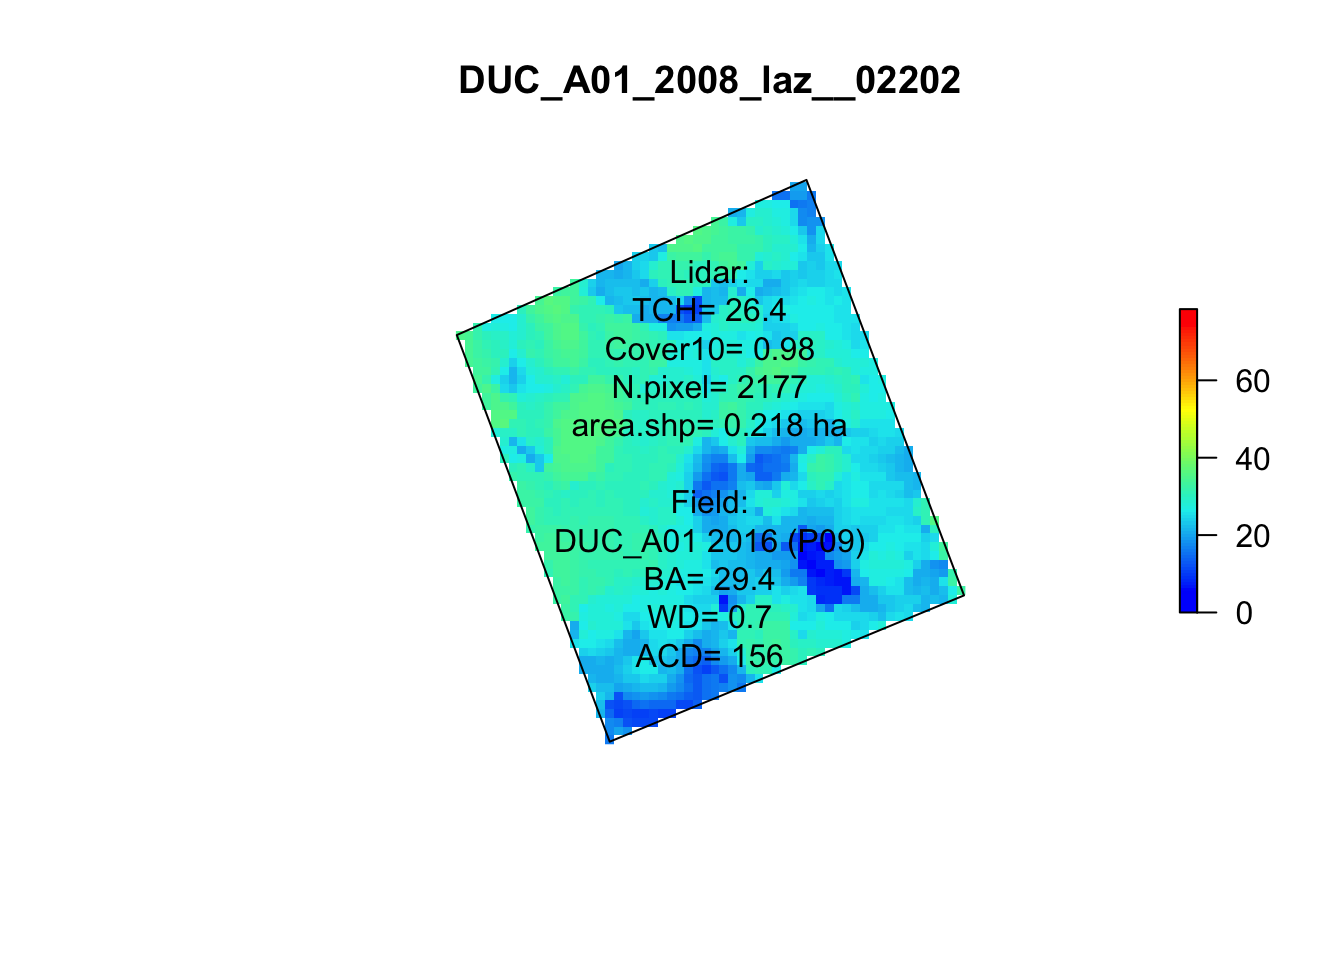 DUC_A01_2008_laz__02202
Lidar:
TCH= 26.4
Cover10= 0.98
N.pixel= 2177
area.shp= 0.218 ha
Field:
DUC_A01 2016 (P09)
BA= 29.4
WD= 0.7
ACD= 156
60
40
20
0